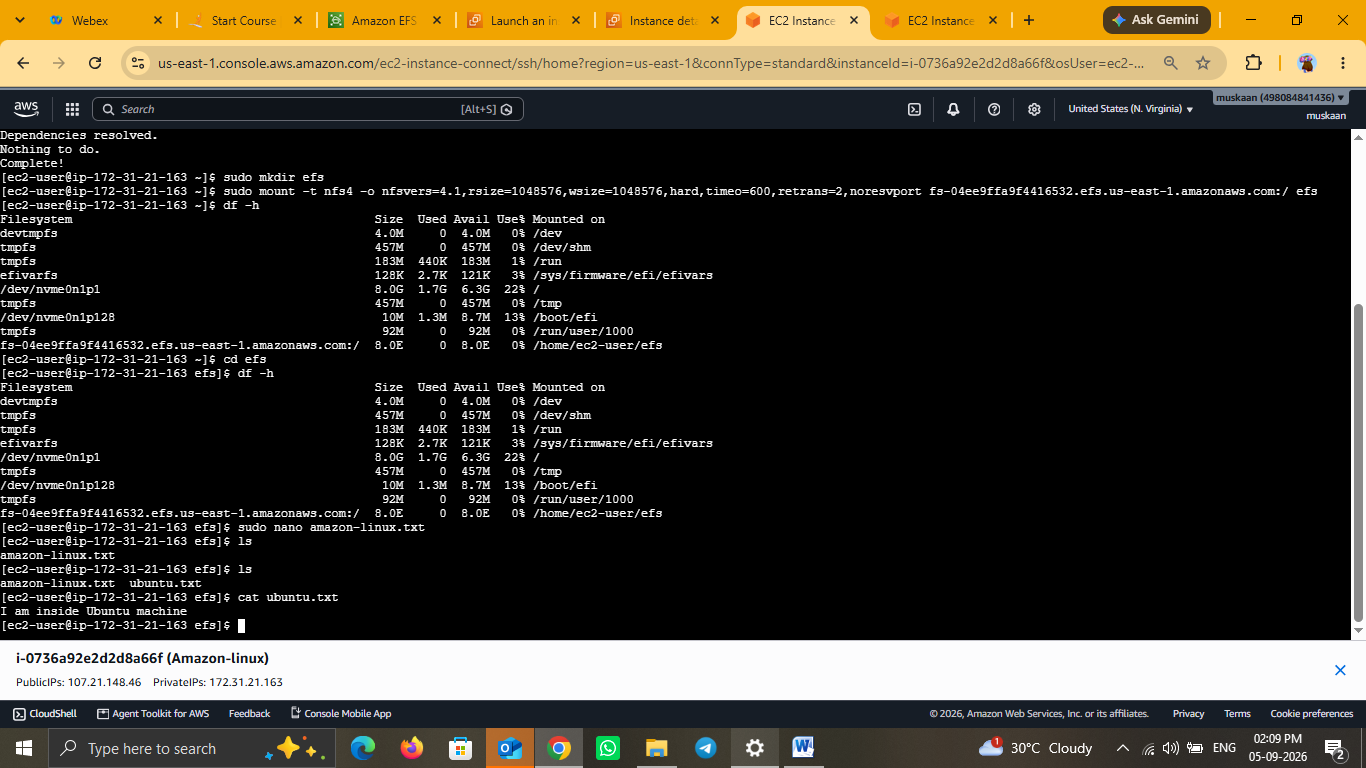 Webex
Start Course
Amazon EFS
Launch an in
Instance deta
EC2 Instance
EC2 Instance
Ask Gemini
us-east-1.console.aws.amazon.com/ec2-instance-connect/ssh/home?region=us-east-1&connType=standard&instanceId=i-0736a92e2d2d8a66f&osUser=ec2-...
aws
Search [Alt+S]
United States (N. Virginia)
muskaan (498084841436)
muskaan
Dependencies resolved.
Nothing to do.
Complete!
[ec2-user@ip-172-31-21-163 ~]$ sudo mkdir efs
[ec2-user@ip-172-31-21-163 ~]$ sudo mount -t nfs4 -o nfsvers=4.1,rsize=1048576,wsize=1048576,hard,timeo=600,retrans=2,noresvport fs-04ee9ffa9f4416532.efs.us-east-1.amazonaws.com:/ efs
[ec2-user@ip-172-31-21-163 ~]$ df -h
Filesystem Size Used Avail Use% Mounted on
devtmpfs 4.0M 0 4.0M 0% /dev
tmpfs 457M 0 457M 0% /dev/shm
tmpfs 183M 440K 183M 1% /run
efivarfs 128K 2.7K 121K 3% /sys/firmware/efi/efivars
/dev/nvme0n1p1 8.0G 1.7G 6.3G 22% /
tmpfs 457M 0 457M 0% /tmp
/dev/nvme0n1p128 10M 1.3M 8.7M 13% /boot/efi
tmpfs 92M 0 92M 0% /run/user/1000
fs-04ee9ffa9f4416532.efs.us-east-1.amazonaws.com:/ 8.0E 0 8.0E 0% /home/ec2-user/efs
[ec2-user@ip-172-31-21-163 ~]$ cd efs
[ec2-user@ip-172-31-21-163 efs]$ df -h
Filesystem Size Used Avail Use% Mounted on
devtmpfs 4.0M 0 4.0M 0% /dev
tmpfs 457M 0 457M 0% /dev/shm
tmpfs 183M 440K 183M 1% /run
efivarfs 128K 2.7K 121K 3% /sys/firmware/efi/efivars
/dev/nvme0n1p1 8.0G 1.7G 6.3G 22% /
tmpfs 457M 0 457M 0% /tmp
/dev/nvme0n1p128 10M 1.3M 8.7M 13% /boot/efi
tmpfs 92M 0 92M 0% /run/user/1000
fs-04ee9ffa9f4416532.efs.us-east-1.amazonaws.com:/ 8.0E 0 8.0E 0% /home/ec2-user/efs
[ec2-user@ip-172-31-21-163 efs]$ sudo nano amazon-linux.txt
[ec2-user@ip-172-31-21-163 efs]$ ls
amazon-linux.txt
[ec2-user@ip-172-31-21-163 efs]$ ls
amazon-linux.txt ubuntu.txt
[ec2-user@ip-172-31-21-163 efs]$ cat ubuntu.txt
I am inside Ubuntu machine
[ec2-user@ip-172-31-21-163 efs]$
i-0736a92e2d2d8a66f (Amazon-linux)
PublicIPs: 107.21.148.46 PrivateIPs: 172.31.21.163
CloudShell Agent Toolkit for AWS Feedback Console Mobile App © 2026, Amazon Web Services, Inc. or its affiliates. Privacy Terms Cookie preferences
Type here to search
1
30°C Cloudy
ENG
02:09 PM
05-09-2026
2